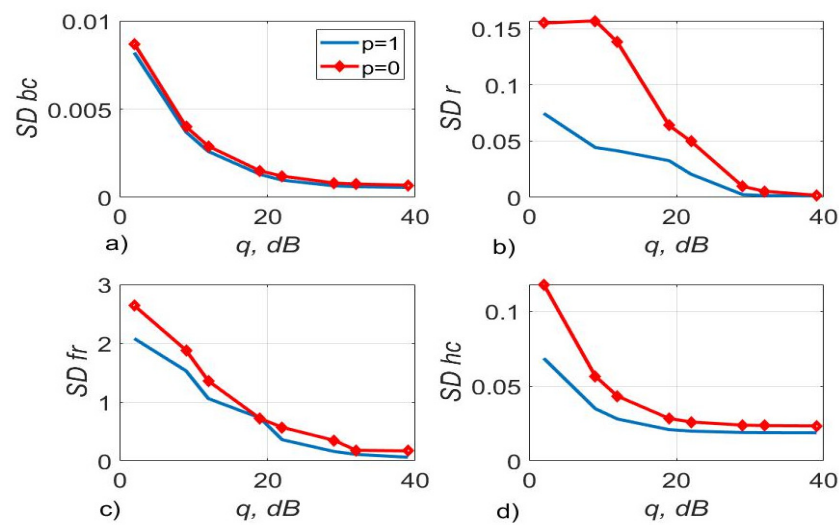 0.01
0.005
0
SD bc
p=1
p=0
0 20 40
a)
q, dB
0.15
0.1
0.05
0
SD r
0 20 40
b)
q, dB
3
2
1
0
SD fr
0 20 40
c)
q, dB
0.1
0.05
0
SD hc
0 20 40
d)
q, dB